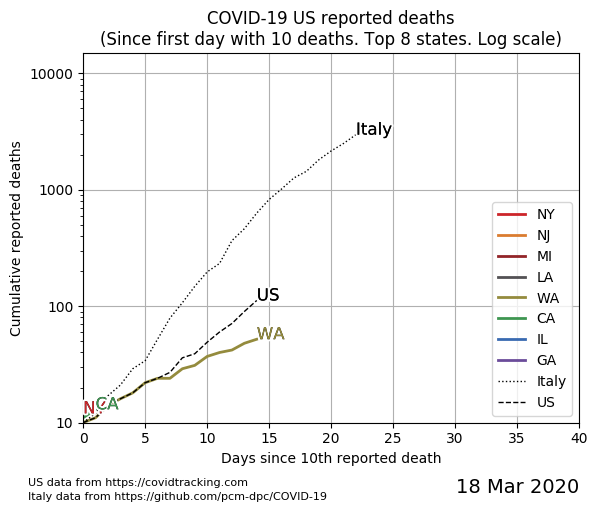 COVID-19 US reported deaths
(Since first day with 10 deaths. Top 8 states. Log scale)
Cumulative reported deaths
10000
1000
100
10
Italy
US
WA
CA
NY
NJ
MI
LA
WA
CA
IL
GA
Italy
US
0 5 10 15 20 25 30 35 40
Days since 10th reported death
US data from https://covidtracking.com
Italy data from https://github.com/pcm-dpc/COVID-19
18 Mar 2020